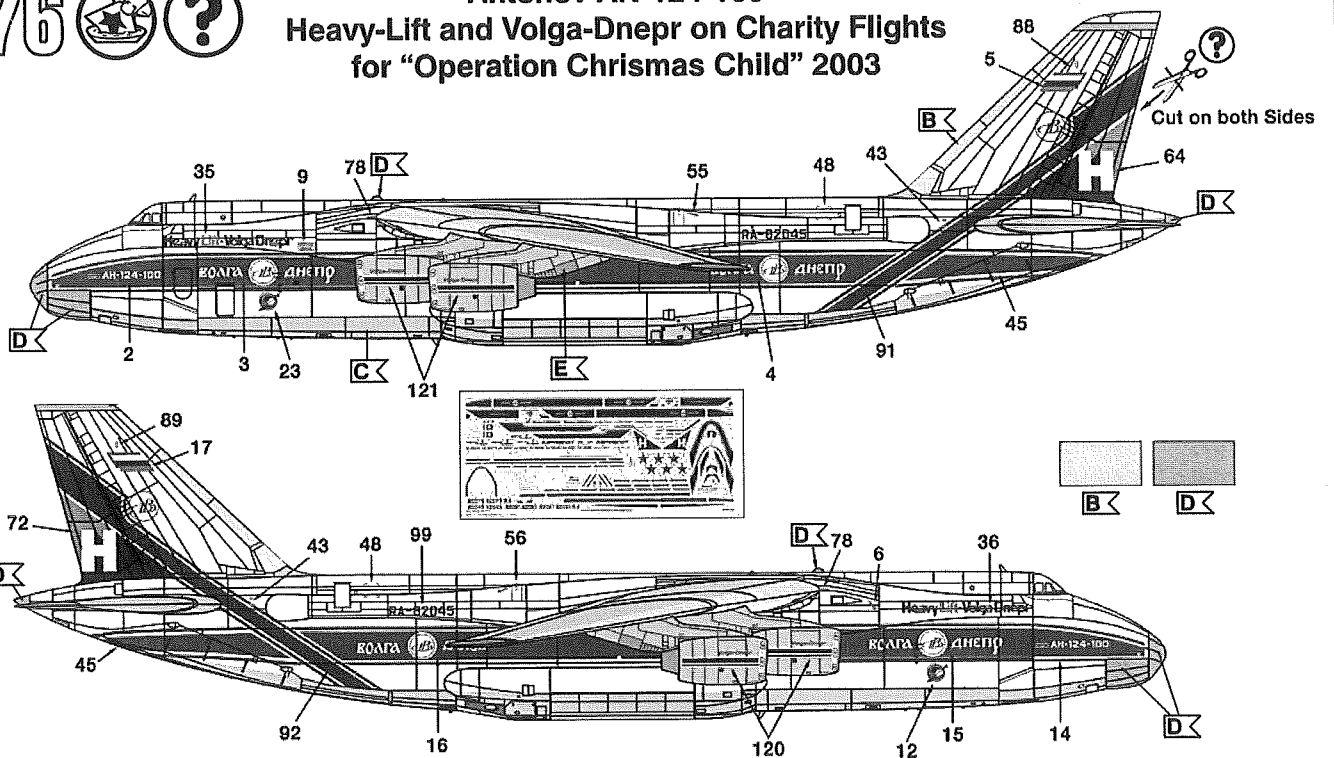 76
?
Heavy-Lift and Volga-Dnepr on Charity Flights
for “Operation Chrismas Child” 2003
88
5
?
Cut on both Sides
B
D
35
9
78
55
48
43
64
H
D
Heavy Lift-Volga Dnepr
RA-82045
АН-124-100
ВОЛГА
ДНЕПР
ДНЕПР
D
2
3
23
C
121
E
4
91
45
89
17
B
D
72
H
43
48
99
56
D
78
6
36
D
RA-82045
Heavy Lift-Volga Dnepr
ВОЛГА
ВОЛГА
ДНЕПР
АН-124-100
45
92
16
120
12
15
14
D